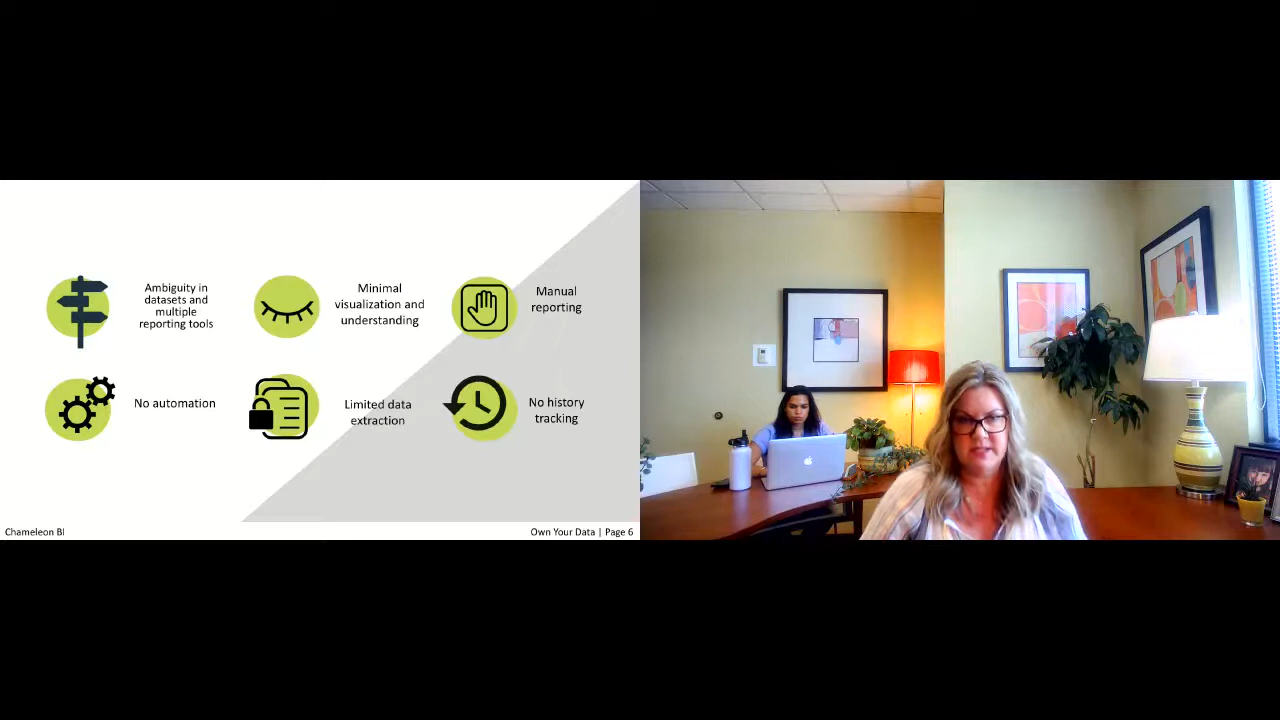 Ambiguity in
datasets and
multiple
reporting tools
Minimal
visualization and
understanding
Manual
reporting
No automation
Limited data
extraction
No history
tracking
Chameleon BI
Own Your Data | Page 6